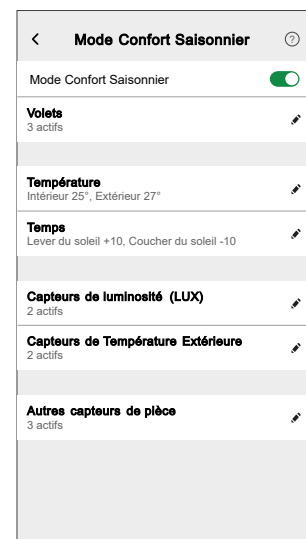 Mode Confort Saisonnier
Mode Confort Saisonnier
Volets
3 actifs
Température
Intérieur 25°, Extérieur 27°
Temps
Lever du soleil +10, Coucher du soleil -10
Capteurs de luminosité (LUX)
2 actifs
Capteurs de Température Extérieure
2 actifs
Autres capteurs de pièce
3 actifs